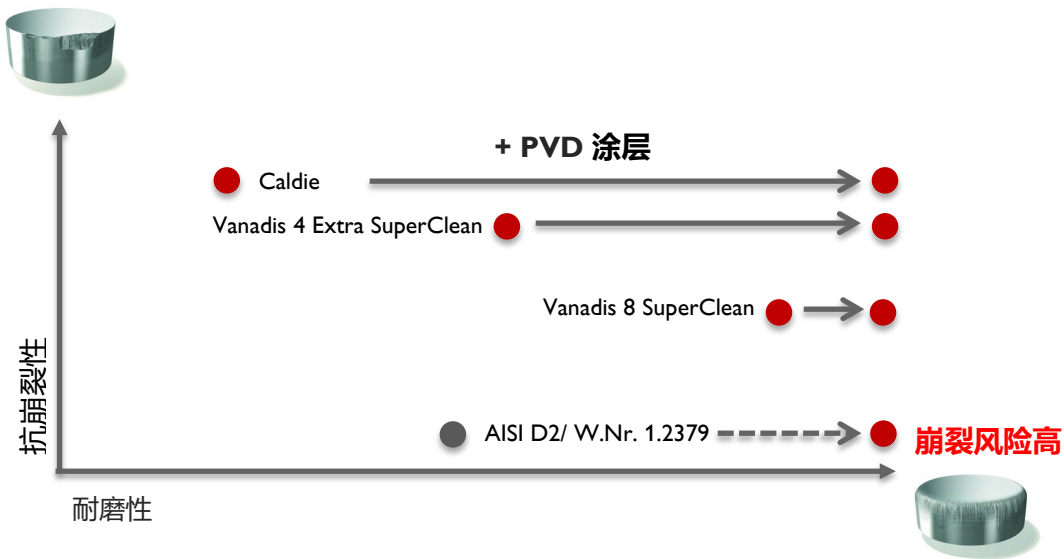 + PVD 涂层
Caldie
Vanadis 4 Extra SuperClean
Vanadis 8 SuperClean
抗崩裂性
AISI D2/ W.Nr. 1.2379
崩裂风险高
耐磨性